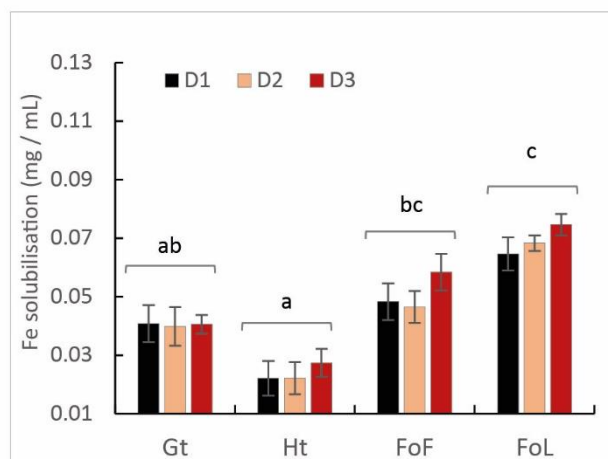 Fe solubilisation (mg / mL)
0.13
0.11
0.09
0.07
0.05
0.03
0.01
D1 D2 D3
ab
a
bc
c
Gt Ht FoF FoL